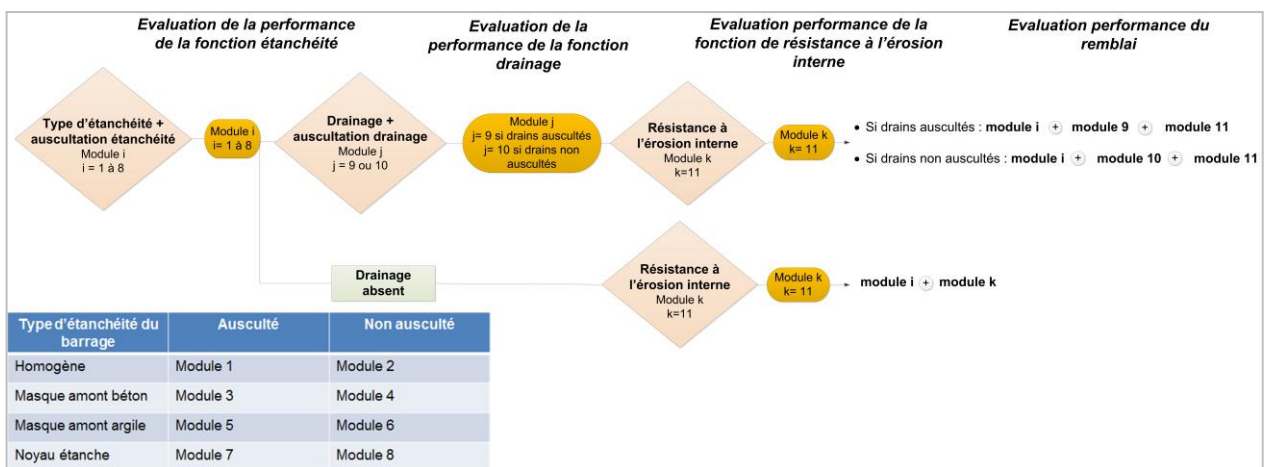 Evaluation de la performance
de la fonction étanchéité
Evaluation de la
performance de la fonction
drainage
Evaluation performance de la
fonction de résistance à l'érosion
interne
Evaluation performance du
remblai
Type d'étanchéité +
auscultation étanchéité
Module i
i = 1 à 8
Module i
i= 1 à 8
Drainage +
auscultation drainage
Module j
j = 9 ou 10
Module j
j= 9 si drains auscultés
j= 10 si drains non
auscultés
Résistance à
l'érosion interne
Module k
k=11
Module k
k= 11
• Si drains auscultés : module i + module 9 + module 11
• Si drains non auscultés : module i + module 10 + module 11
Drainage
absent
Résistance à
l'érosion interne
Module k
k=11
Module k
k= 11
module i + module k
Type d'étanchéité du
barrage
Ausculté
Non ausculté
Homogène
Module 1
Module 2
Masque amont béton
Module 3
Module 4
Masque amont argile
Module 5
Module 6
Noyau étanche
Module 7
Module 8